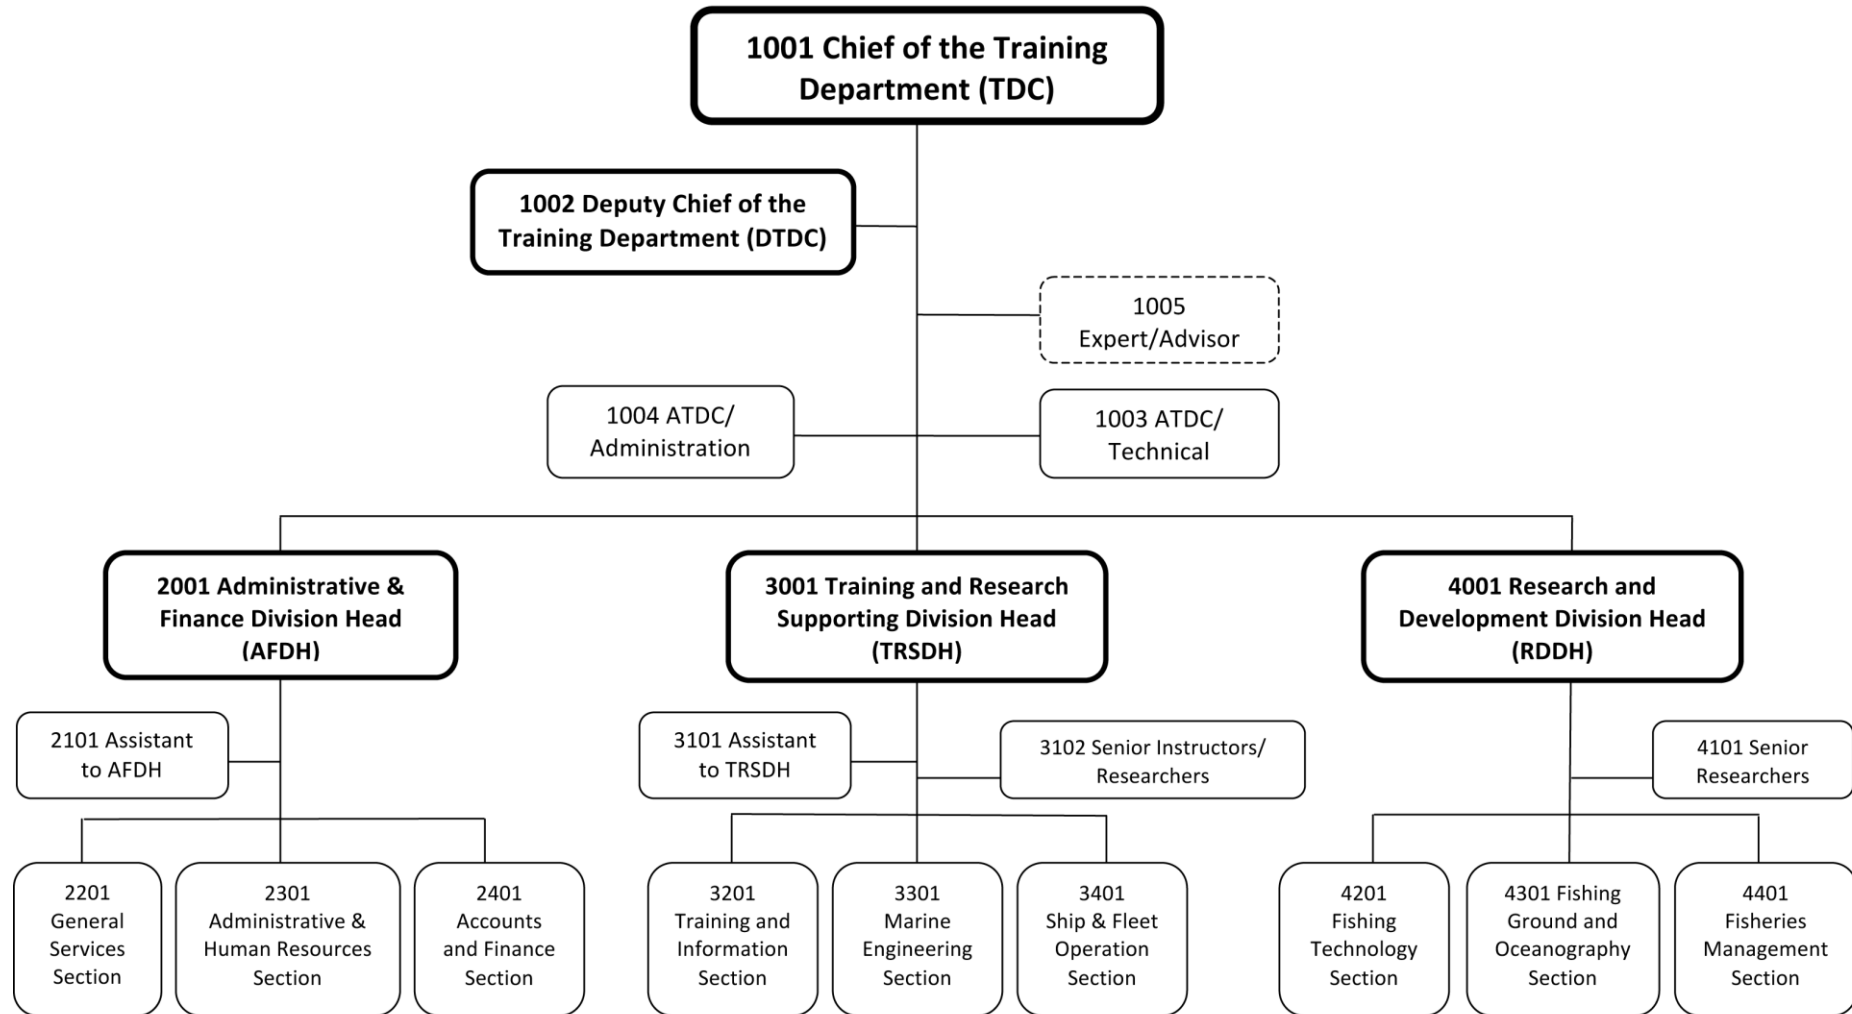 1001 Chief of the Training
Department (TDC)
1002 Deputy Chief of the
Training Department (DTDC)
1005
Expert/Advisor
1004 ATDC/
Administration
1003 ATDC/
Technical
2001 Administrative &
Finance Division Head
(AFDH)
3001 Training and Research
Supporting Division Head
(TRSDH)
4001 Research and
Development Division Head
(RDDH)
2101 Assistant
to AFDH
3101 Assistant
to TRSDH
3102 Senior Instructors/
Researchers
4101 Senior
Researchers
2201
General
Services
Section
2301
Administrative &
Human Resources
Section
2401
Accounts
and Finance
Section
3201
Training and
Information
Section
3301
Marine
Engineering
Section
3401
Ship & Fleet
Operation
Section
4201
Fishing
Technology
Section
4301 Fishing
Ground and
Oceanography
Section
4401
Fisheries
Management
Section